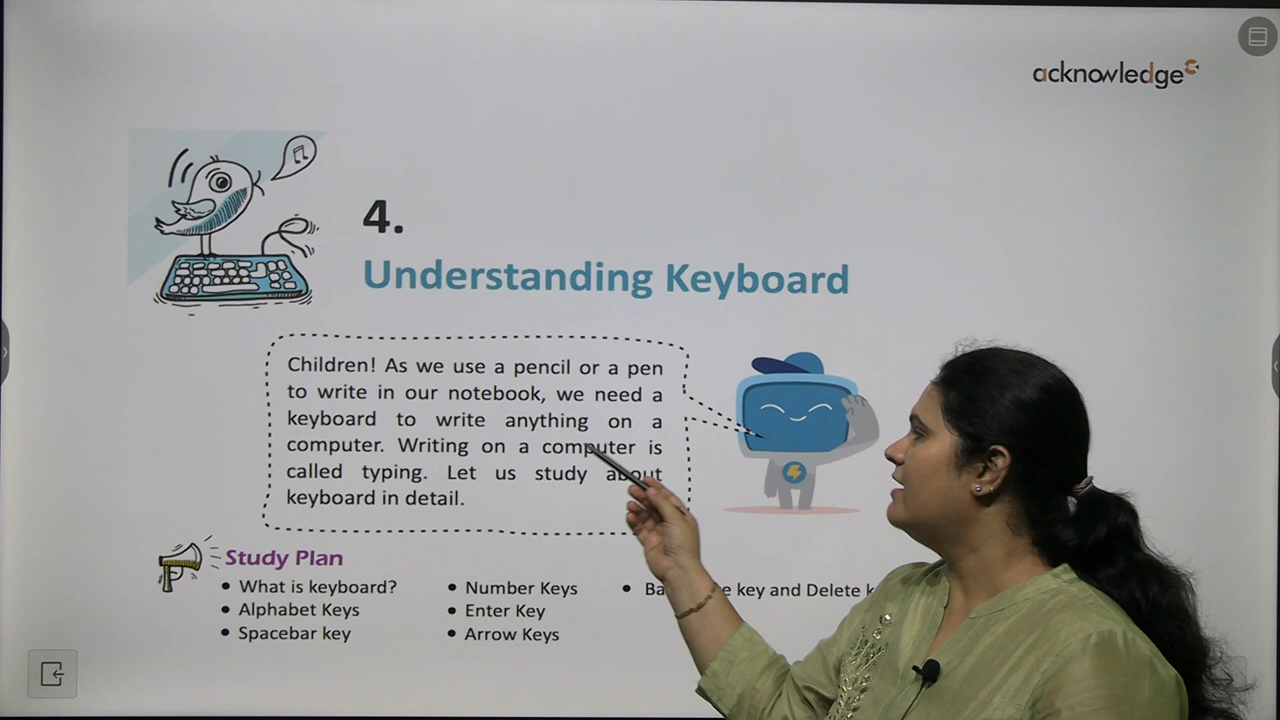 acknowledge
4.
Understanding Keyboard
Children! As we use a pencil or a pen
to write in our notebook, we need a
keyboard to write anything on a
computer. Writing on a computer is
called typing. Let us study about
keyboard in detail.
Study Plan
• What is keyboard?
• Alphabet Keys
• Spacebar key
• Number Keys
• Enter Key
• Arrow Keys
• key and Delete